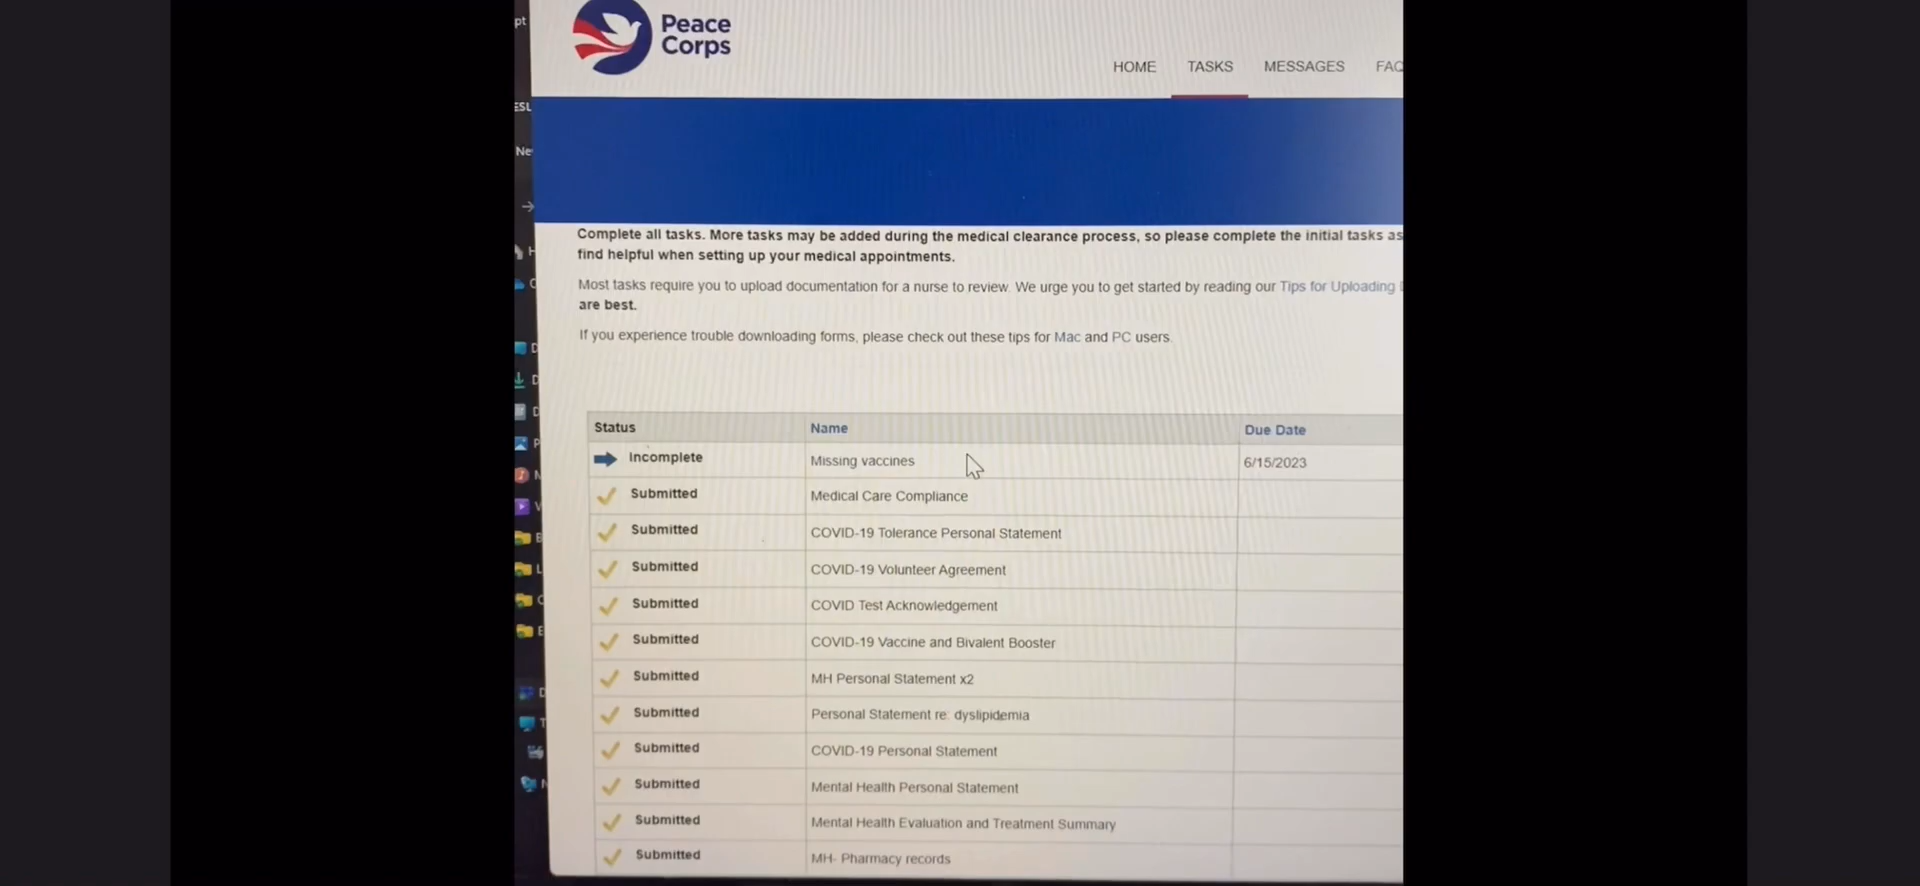 Peace
Corps
HOME TASKS MESSAGES FAQ
Complete all tasks. More tasks may be added during the medical clearance process, so please complete the initial tasks as
find helpful when setting up your medical appointments.
Most tasks require you to upload documentation for a nurse to review. We urge you to get started by reading our Tips for Uploading
are best.
If you experience trouble downloading forms, please check out these tips for Mac and PC users.
Status Name Due Date
Incomplete Missing vaccines 6/15/2023
Submitted Medical Care Compliance
Submitted COVID-19 Tolerance Personal Statement
Submitted COVID-19 Volunteer Agreement
Submitted COVID Test Acknowledgement
Submitted COVID-19 Vaccine and Bivalent Booster
Submitted MH Personal Statement x2
Submitted Personal Statement re: dyslipidemia
Submitted COVID-19 Personal Statement
Submitted Mental Health Personal Statement
Submitted Mental Health Evaluation and Treatment Summary
Submitted MH- Pharmacy records